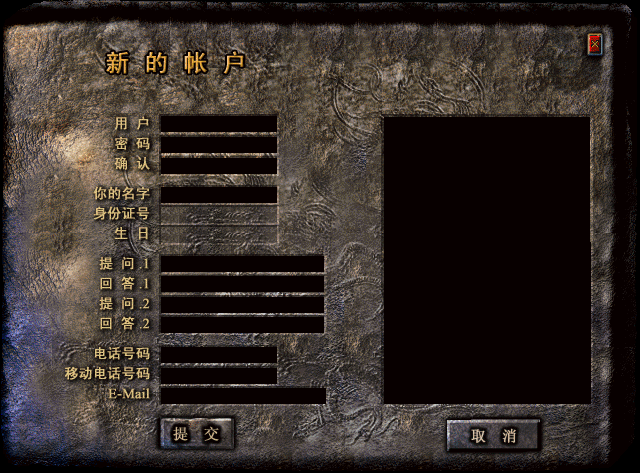 新的帐户
用户
密码
确认
你的名字
身份证号
生日
提问.1
回答.1
提问.2
回答.2
电话号码
移动电话号码
E-Mail
提交
取消